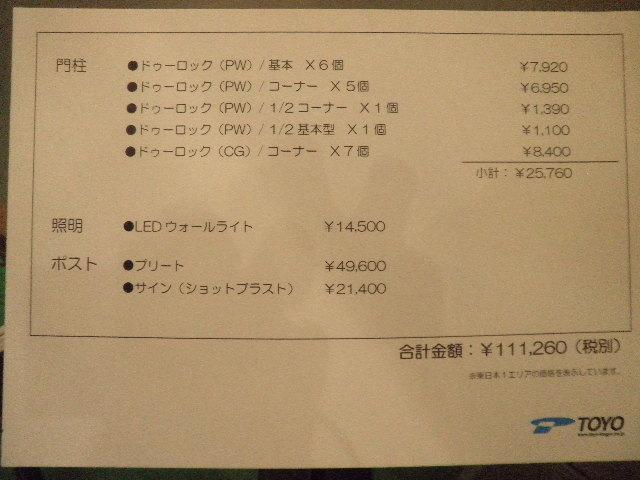 門柱 ●ドゥーロック（PW）/ 基本 X 6個 ￥7,920
●ドゥーロック（PW）/ コーナー X 5個 ￥6,950
●ドゥーロック（PW）/ 1/2 コーナー X 1個 ￥1,390
●ドゥーロック（PW）/ 1/2 基本型 X 1個 ￥1,100
●ドゥーロック（CG）/ コーナー X 7個 ￥8,400
小計：￥25,760
照明 ●LED ウォールライト ￥14,500
ポスト ●ブリート ￥49,600
●サイン（ショットブラスト） ￥21,400
合計金額：￥111,260（税別）
※東日本1エリアの価格を表示しています。
TOYO